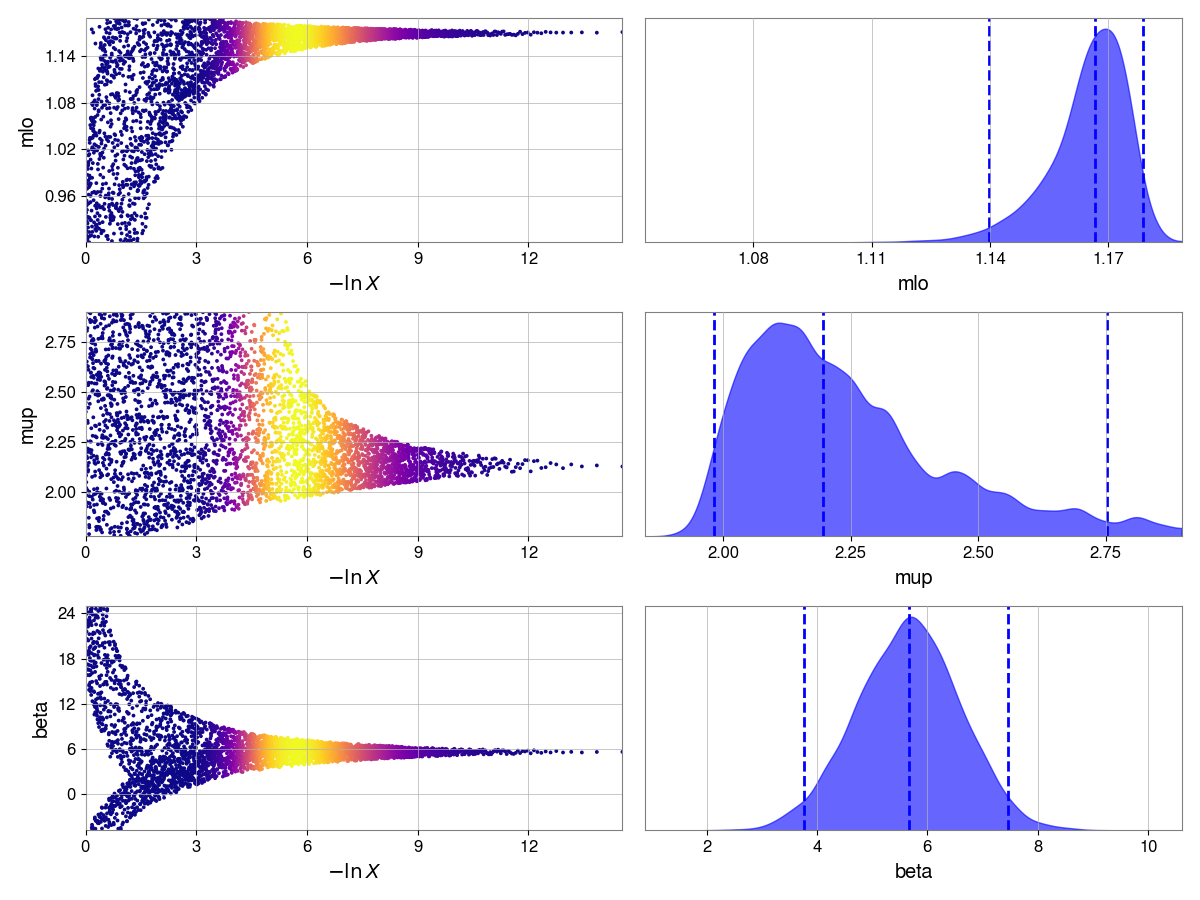 1.14
1.08
1.02
0.96
mlo
0 3 6 9 12
−ln X
1.08 1.11 1.14 1.17
mlo
2.75
2.50
2.25
2.00
mup
0 3 6 9 12
−ln X
2.00 2.25 2.50 2.75
mup
24
18
12
6
0
beta
0 3 6 9 12
−ln X
2 4 6 8 10
beta